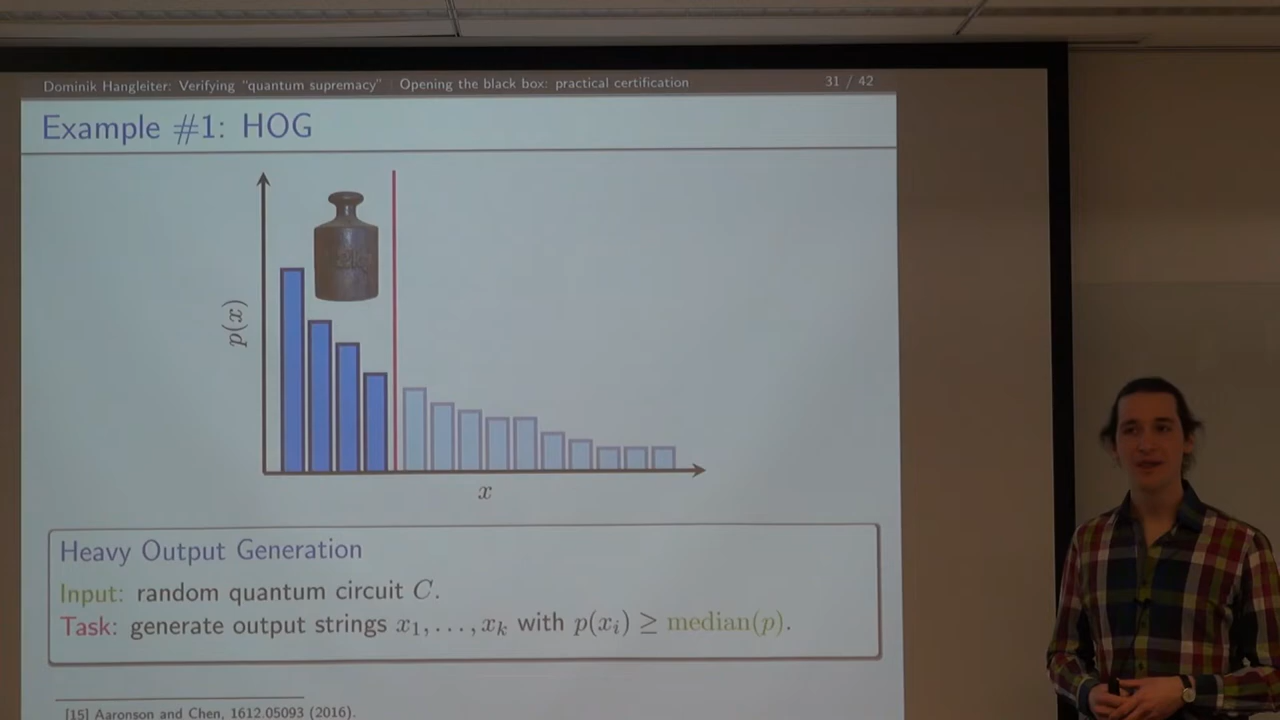 Dominik Hangleiter: Verifying "quantum supremacy" Opening the black box: practical certification 31 / 42
Example #1: HOG
p(x)
x
Heavy Output Generation
Input: random quantum circuit C.
Task: generate output strings x₁, . . . , xₖ with p(xᵢ) ≥ median(p).
[15] Aaronson and Chen, 1612.05093 (2016).